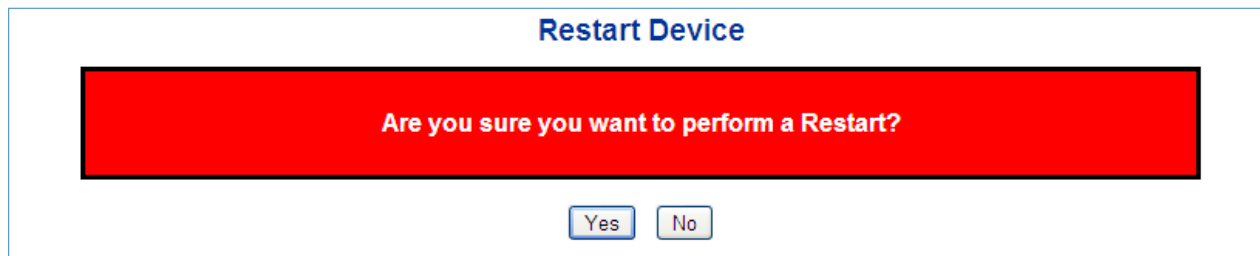 Restart Device
Are you sure you want to perform a Restart?
Yes No